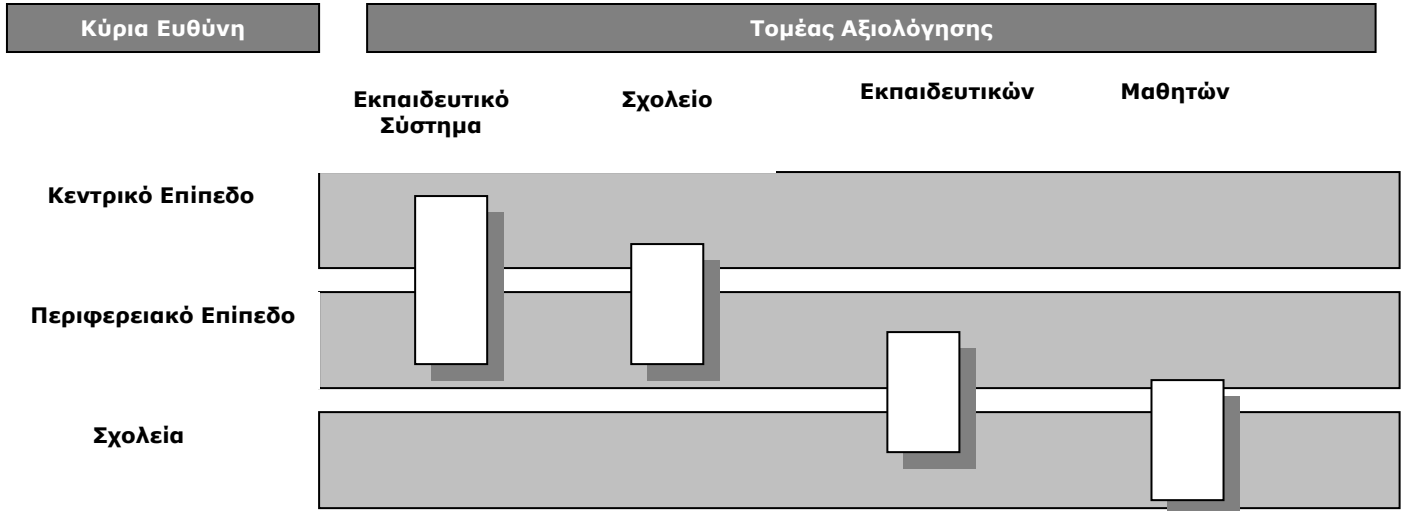 Κύρια Ευθύνη
Τομέας Αξιολόγησης
Εκπαιδευτικό
Σύστημα
Σχολείο
Εκπαιδευτικών
Μαθητών
Κεντρικό Επίπεδο
Περιφερειακό Επίπεδο
Σχολεία